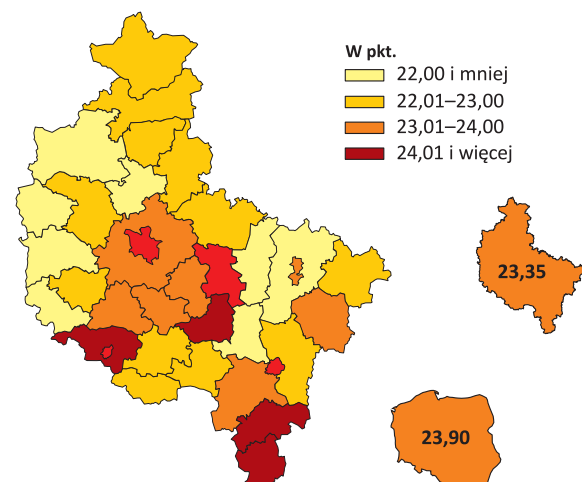 W pkt.
22,00 i mniej
22,01–23,00
23,01–24,00
24,01 i więcej
23,35
23,90